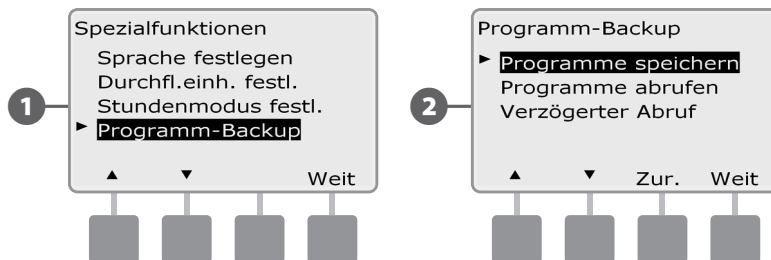 1
Spezialfunktionen
Sprache festlegen
Durchfl.einh. festl.
Stundenmodus festl.
► Programm-Backup
▲ ▼ Weit
2
Programm-Backup
► Programme speichern
Programme abrufen
Verzögerter Abruf
▲ ▼ Zur. Weit